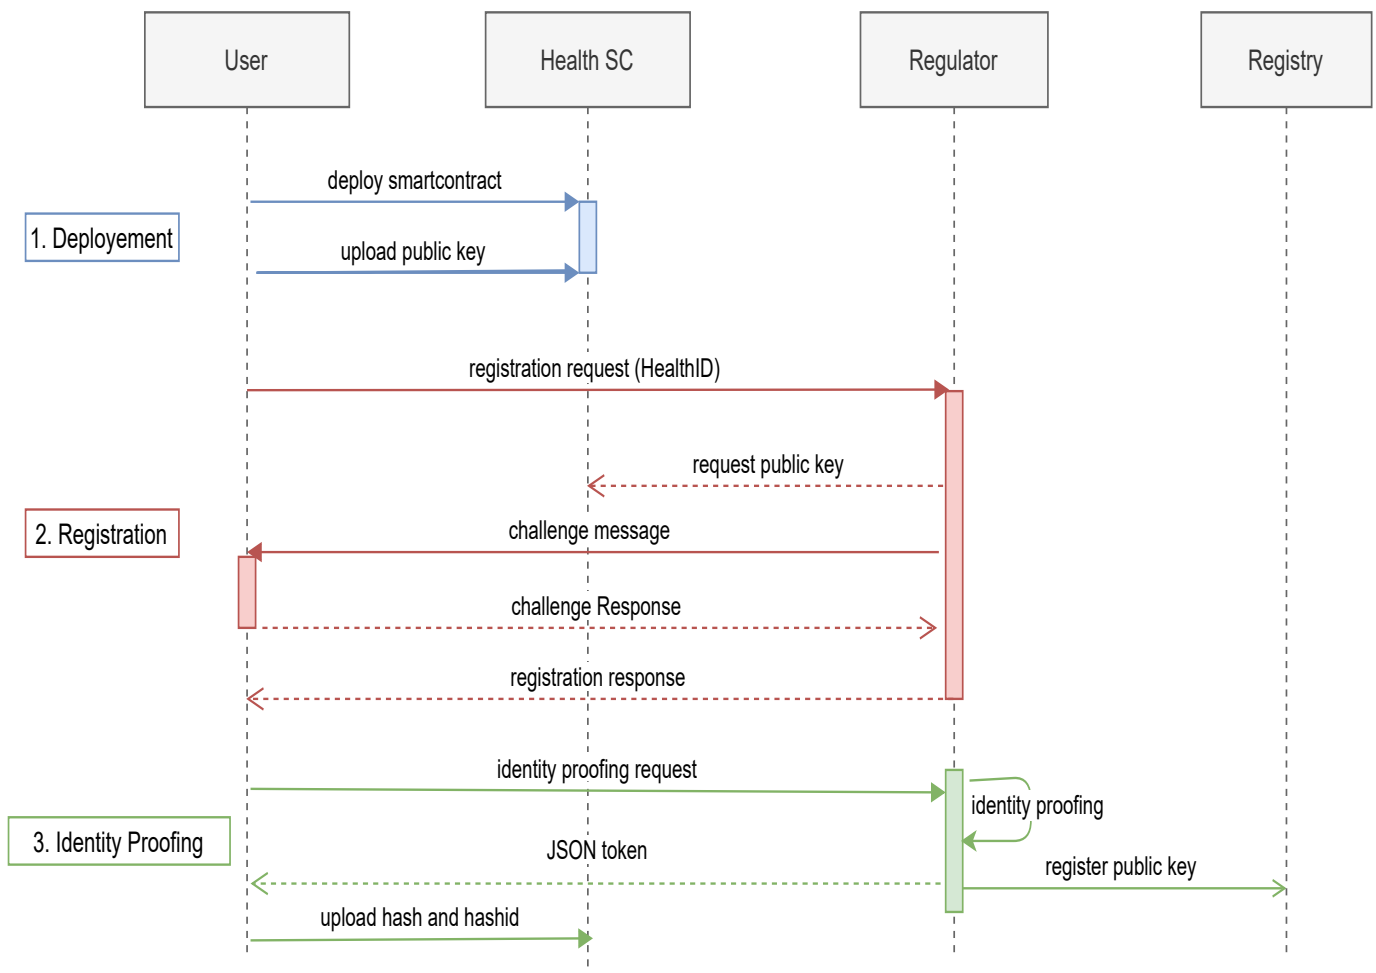 User
Health SC
Regulator
Registry
deploy smartcontract
1. Deployement
upload public key
registration request (HealthID)
request public key
2. Registration
challenge message
challenge Response
registration response
identity proofing request
identity proofing
3. Identity Proofing
JSON token
register public key
upload hash and hashid